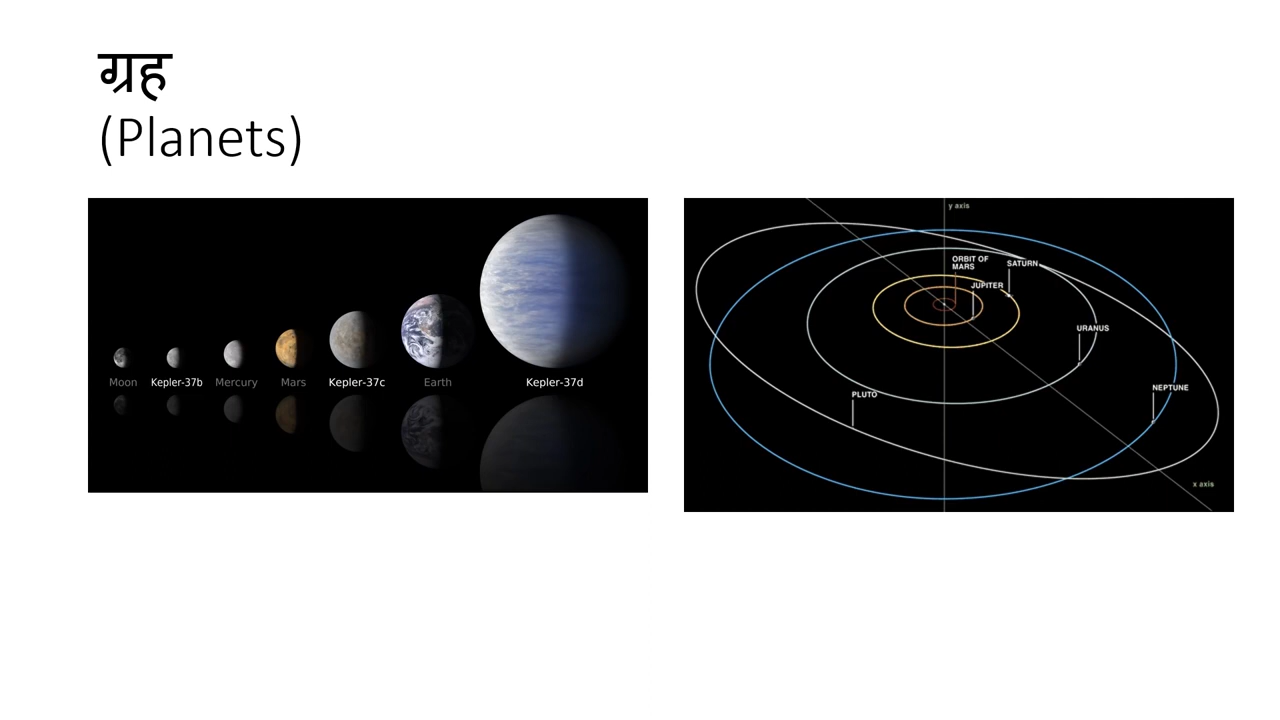 ग्रह
(Planets)
Moon Kepler-37b Mercury Mars Kepler-37c Earth Kepler-37d
y axis
ORBIT OF
MARS
SATURN
JUPITER
URANUS
NEPTUNE
PLUTO
x axis